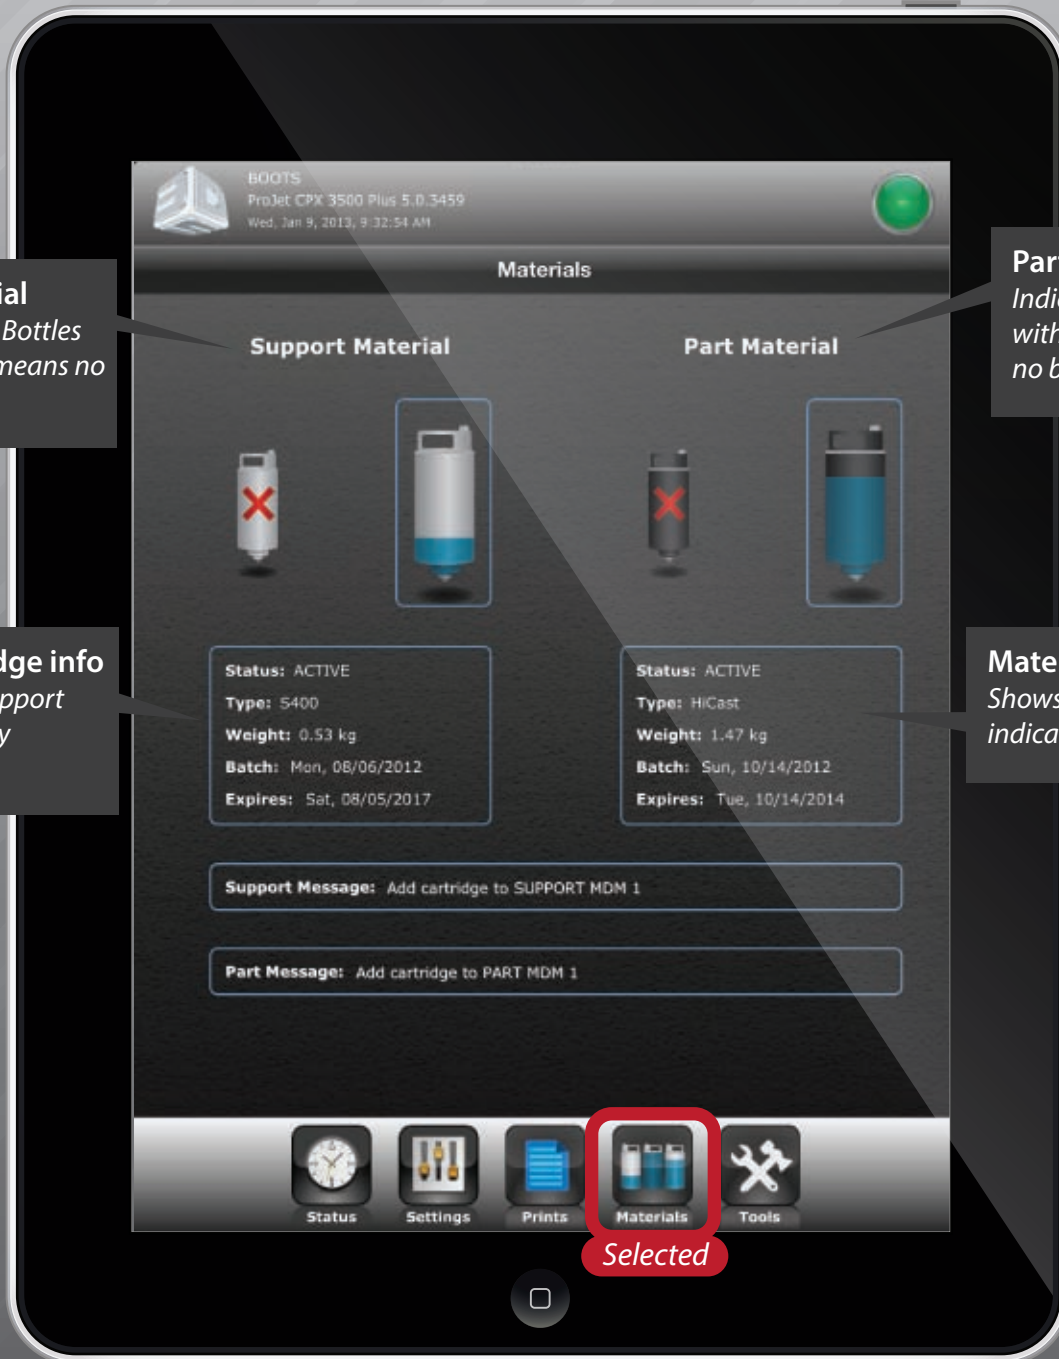 BOOTS
ProJet CPX 3500 Plus 5.0.3459
Wed, Jan 9, 2013, 9:32:54 AM
Materials
ial
Bottles
means no
Support Material
Part Material
Part
with
no b
dge info
pport
y
Status: ACTIVE
Type: S400
Weight: 0.53 kg
Batch: Mon, 08/06/2012
Expires: Sat, 08/05/2017
Status: ACTIVE
Type: HiCast
Weight: 1.47 kg
Batch: Sun, 10/14/2012
Expires: Tue, 10/14/2014
Mate
Shows
indica
Support Message: Add cartridge to SUPPORT MDM 1
Part Message: Add cartridge to PART MDM 1
Status
Settings
Prints
Materials
Tools
Selected